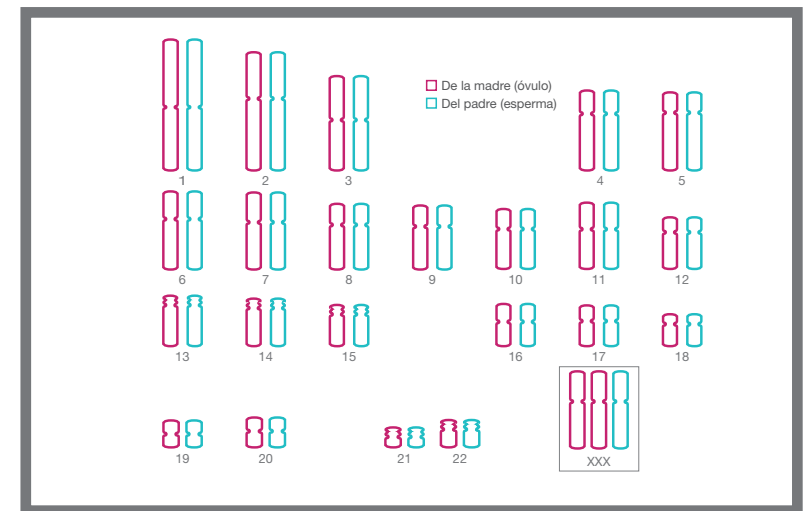 De la madre (óvulo)
Del padre (esperma)
1 2 3 4 5
6 7 8 9 10 11 12
13 14 15 16 17 18
19 20 21 22 XXX